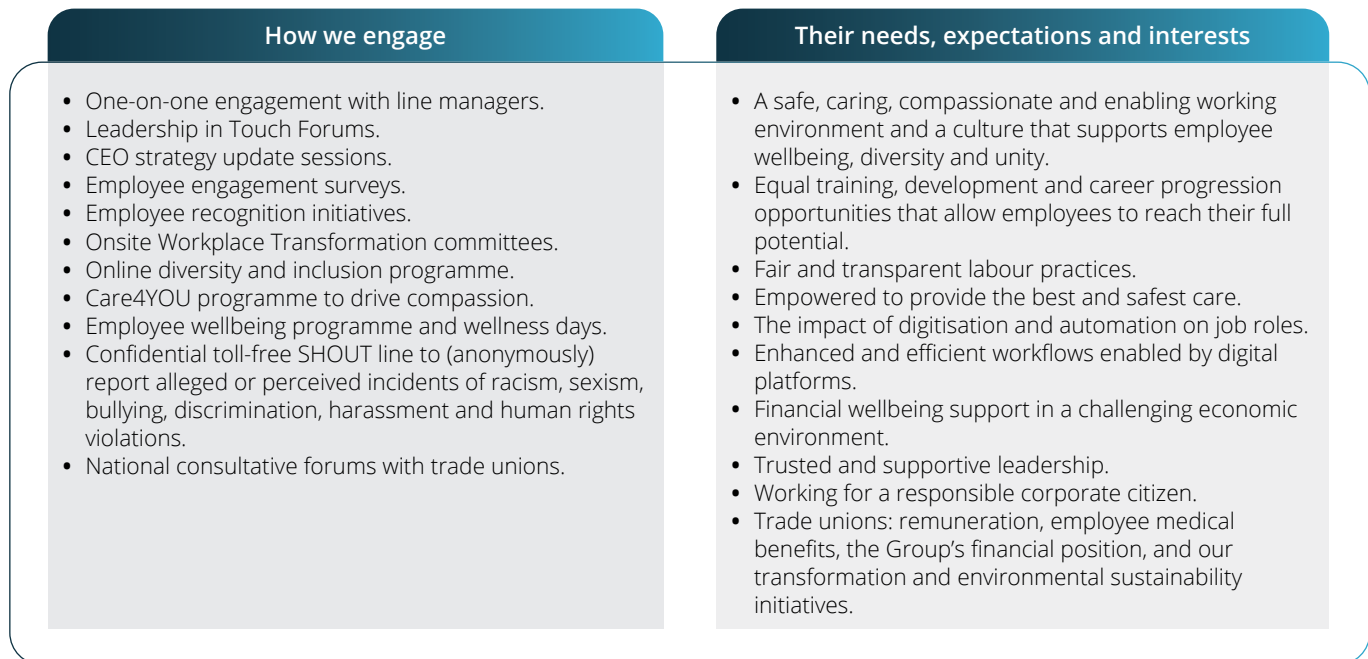 How we engage
• One-on-one engagement with line managers.
• Leadership in Touch Forums.
• CEO strategy update sessions.
• Employee engagement surveys.
• Employee recognition initiatives.
• Onsite Workplace Transformation committees.
• Online diversity and inclusion programme.
• Care4YOU programme to drive compassion.
• Employee wellbeing programme and wellness days.
• Confidential toll-free SHOUT line to (anonymously)
report alleged or perceived incidents of racism, sexism,
bullying, discrimination, harassment and human rights
violations.
• National consultative forums with trade unions.
Their needs, expectations and interests
• A safe, caring, compassionate and enabling working
environment and a culture that supports employee
wellbeing, diversity and unity.
• Equal training, development and career progression
opportunities that allow employees to reach their full
potential.
• Fair and transparent labour practices.
• Empowered to provide the best and safest care.
• The impact of digitisation and automation on job roles.
• Enhanced and efficient workflows enabled by digital
platforms.
• Financial wellbeing support in a challenging economic
environment.
• Trusted and supportive leadership.
• Working for a responsible corporate citizen.
• Trade unions: remuneration, employee medical
benefits, the Group’s financial position, and our
transformation and environmental sustainability
initiatives.